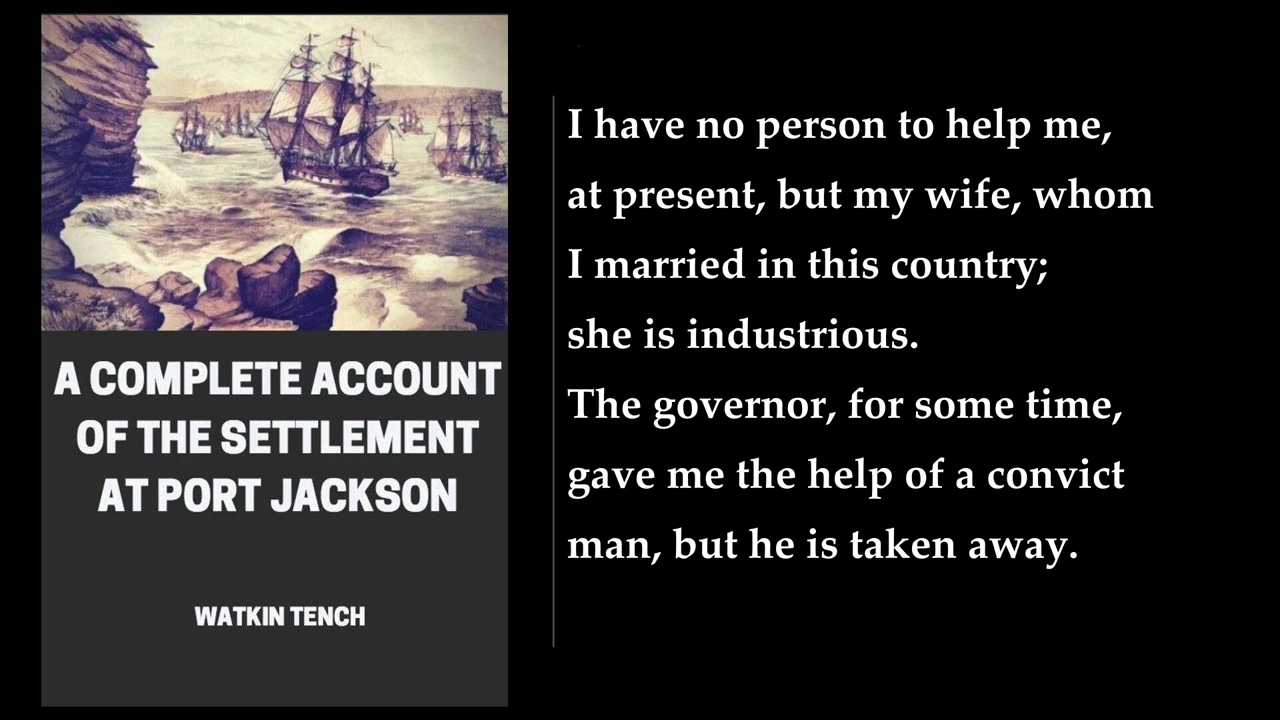 A COMPLETE ACCOUNT
OF THE SETTLEMENT
AT PORT JACKSON
WATKIN TENCH
I have no person to help me,
at present, but my wife, whom
I married in this country;
she is industrious.
The governor, for some time,
gave me the help of a convict
man, but he is taken away.